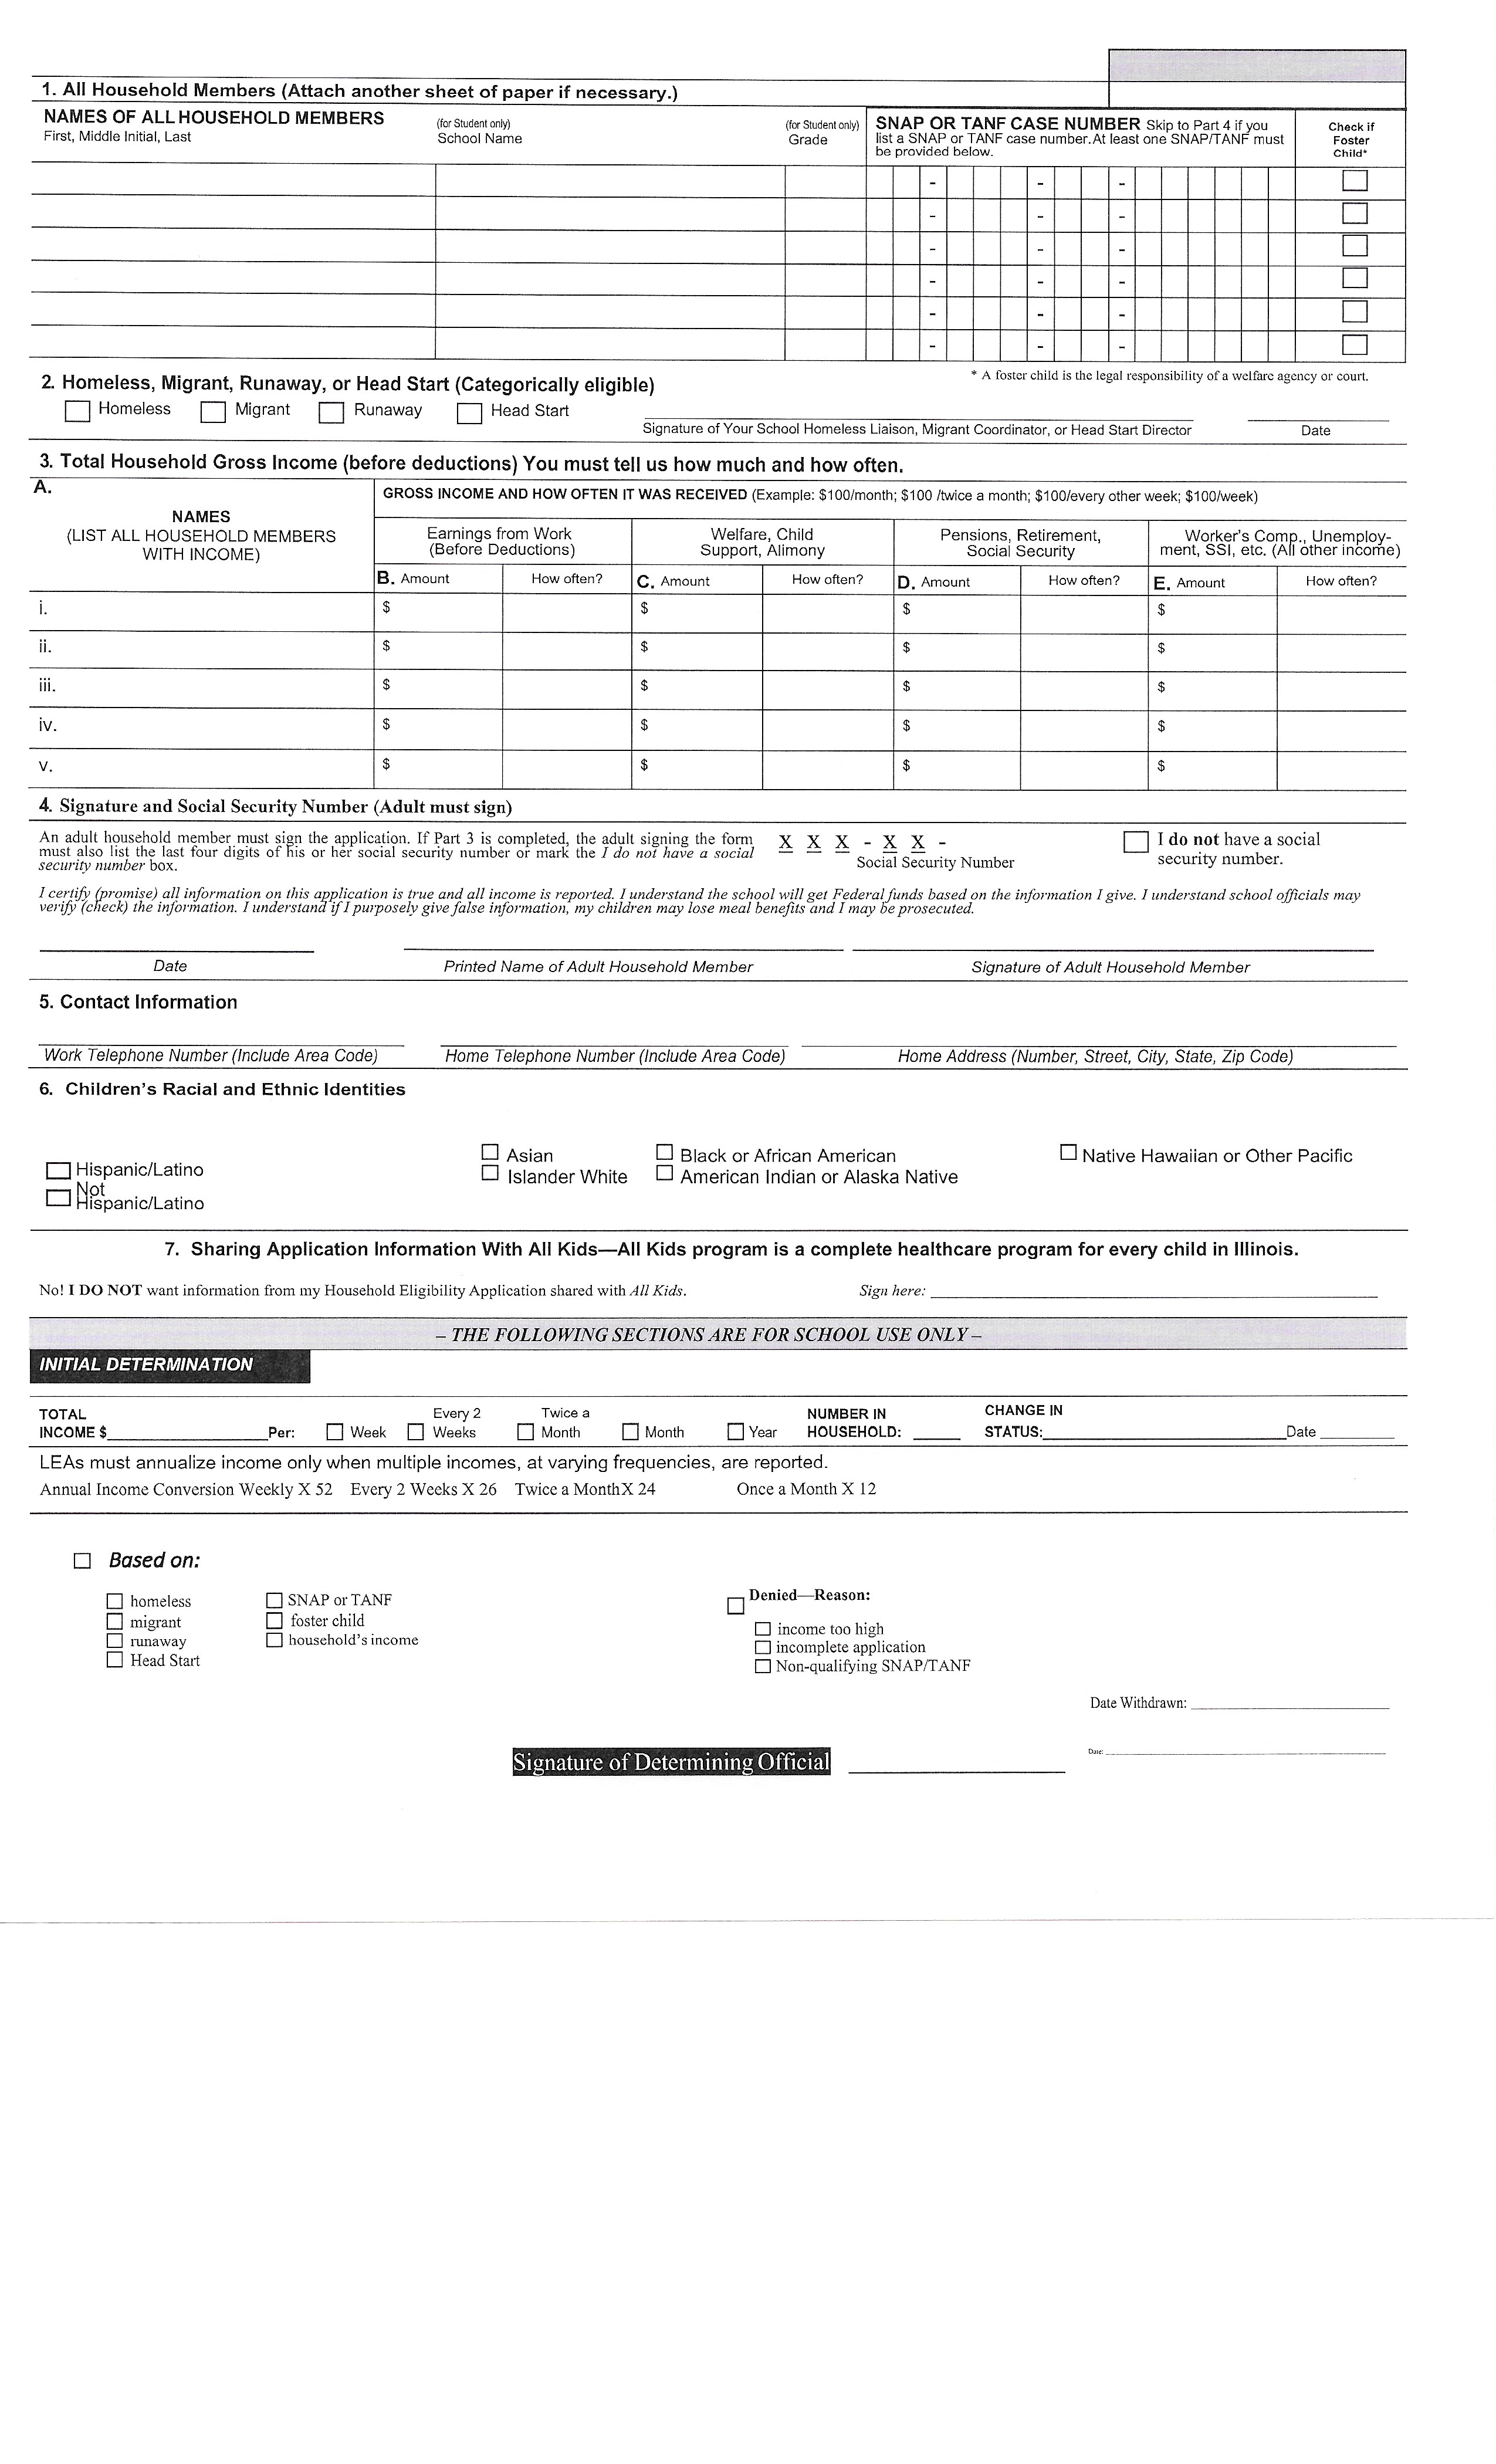 1. All Household Members (Attach another sheet of paper if necessary.)
NAMES OF ALL HOUSEHOLD MEMBERS
First, Middle Initial, Last
(for Student only)
School Name
(for Student only)
Grade
SNAP OR TANF CASE NUMBER Skip to Part 4 if you
list a SNAP or TANF case number.At least one SNAP/TANF must
be provided below.
Check if
Foster
Child*
- - -
- - -
- - -
- - -
- - -
- - -
* A foster child is the legal responsibility of a welfare agency or court.
2. Homeless, Migrant, Runaway, or Head Start (Categorically eligible)
Homeless Migrant Runaway Head Start
Signature of Your School Homeless Liaison, Migrant Coordinator, or Head Start Director Date
3. Total Household Gross Income (before deductions) You must tell us how much and how often.
A.
NAMES
(LIST ALL HOUSEHOLD MEMBERS
WITH INCOME)
GROSS INCOME AND HOW OFTEN IT WAS RECEIVED (Example: $100/month; $100 /twice a month; $100/every other week; $100/week)
Earnings from Work
(Before Deductions)
Welfare, Child
Support, Alimony
Pensions, Retirement,
Social Security
Worker's Comp., Unemploy-
ment, SSI, etc. (All other income)
B. Amount How often? C. Amount How often? D. Amount How often? E. Amount How often?
i. $ $ $ $
ii. $ $ $ $
iii. $ $ $ $
iv. $ $ $ $
v. $ $ $ $
4. Signature and Social Security Number (Adult must sign)
An adult household member must sign the application. If Part 3 is completed, the adult signing the form
must also list the last four digits of his or her social security number or mark the I do not have a social
security number box.
X X X - X X -
Social Security Number
I do not have a social
security number.
I certify (promise) all information on this application is true and all income is reported. I understand the school will get Federal funds based on the information I give. I understand school officials may
verify (check) the information. I understand if I purposely give false information, my children may lose meal benefits and I may be prosecuted.
Date Printed Name of Adult Household Member Signature of Adult Household Member
5. Contact Information
Work Telephone Number (Include Area Code) Home Telephone Number (Include Area Code) Home Address (Number, Street, City, State, Zip Code)
6. Children's Racial and Ethnic Identities
Hispanic/Latino
Not
Hispanic/Latino
Asian Black or African American Native Hawaiian or Other Pacific
Islander White American Indian or Alaska Native
7. Sharing Application Information With All Kids—All Kids program is a complete healthcare program for every child in Illinois.
No! I DO NOT want information from my Household Eligibility Application shared with All Kids. Sign here:
– THE FOLLOWING SECTIONS ARE FOR SCHOOL USE ONLY –
INITIAL DETERMINATION
TOTAL
INCOME $ Per: Week
Every 2
Weeks
Twice a
Month
Month Year
NUMBER IN
HOUSEHOLD:
CHANGE IN
STATUS: Date
LEAs must annualize income only when multiple incomes, at varying frequencies, are reported.
Annual Income Conversion Weekly X 52 Every 2 Weeks X 26 Twice a MonthX 24 Once a Month X 12
Based on:
homeless
migrant
runaway
Head Start
SNAP or TANF
foster child
household's income
Denied—Reason:
income too high
incomplete application
Non-qualifying SNAP/TANF
Date Withdrawn:
Signature of Determining Official
Date: